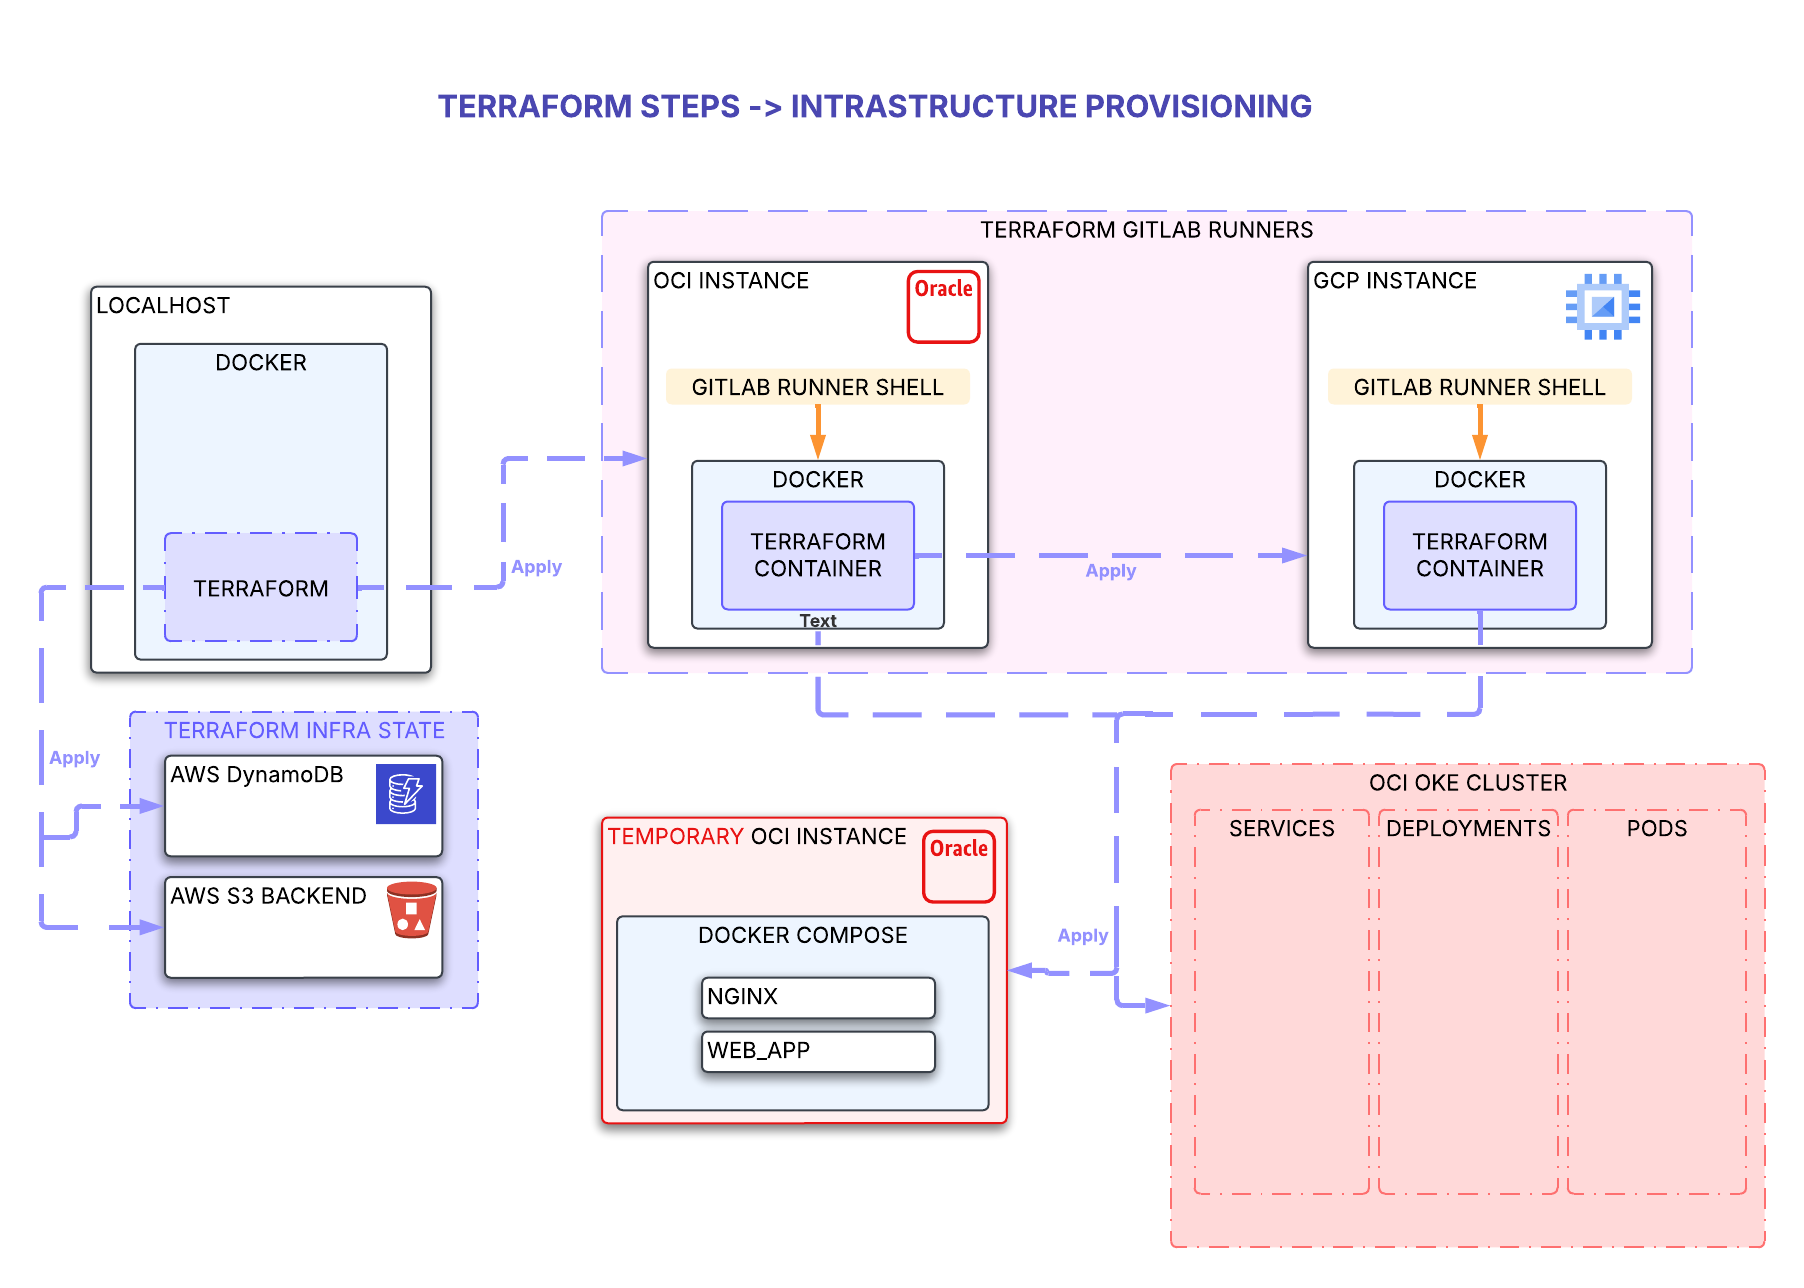 TERRAFORM STEPS -> INTRASTRUCTURE PROVISIONING
TERRAFORM GITLAB RUNNERS
LOCALHOST
DOCKER
TERRAFORM
Apply
OCI INSTANCE
Oracle
GITLAB RUNNER SHELL
DOCKER
TERRAFORM
CONTAINER
Text
Apply
GCP INSTANCE
GITLAB RUNNER SHELL
DOCKER
TERRAFORM
CONTAINER
Apply
TERRAFORM INFRA STATE
AWS DynamoDB
AWS S3 BACKEND
TEMPORARY OCI INSTANCE
Oracle
DOCKER COMPOSE
NGINX
WEB_APP
Apply
OCI OKE CLUSTER
SERVICES
DEPLOYMENTS
PODS